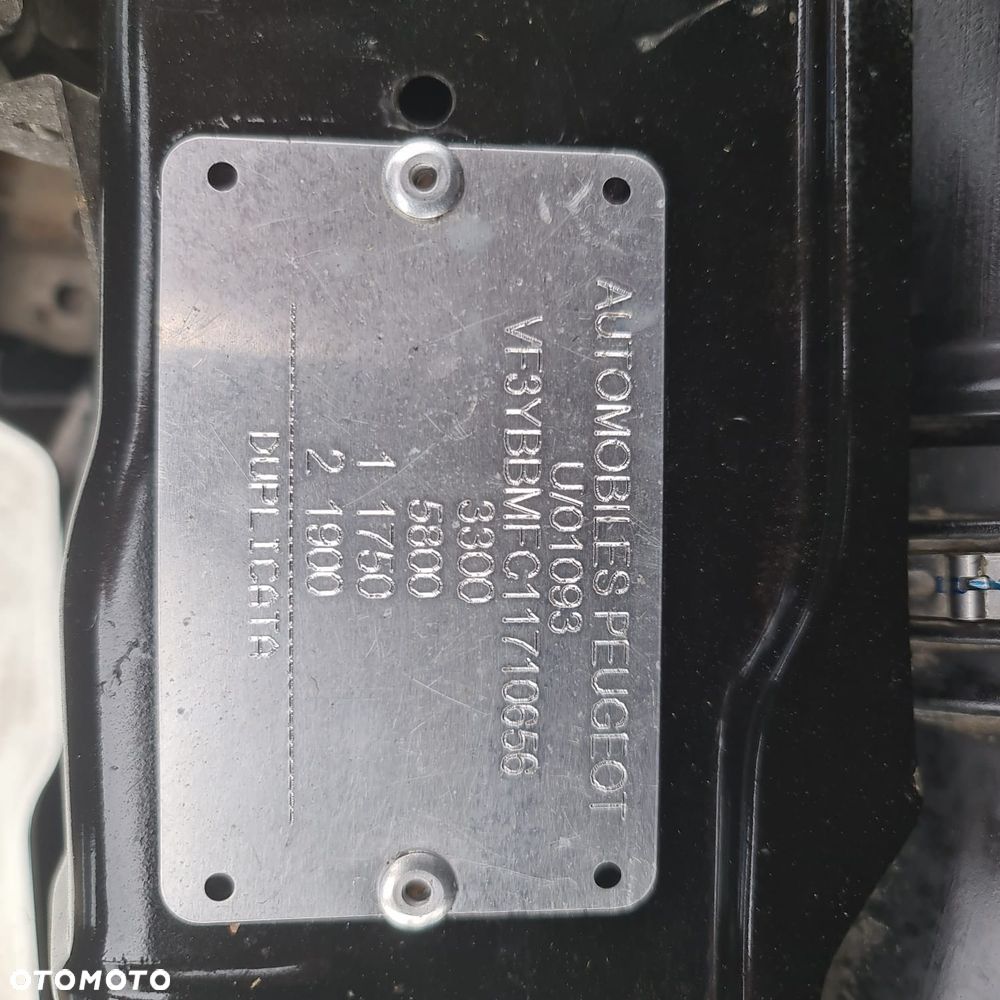 AUTOMOBILES PEUGEOT
U/01093
VF3YBBMFC11710656
3300
5800
1 1750
2 1900
DUPLICATA
OTOMOTO